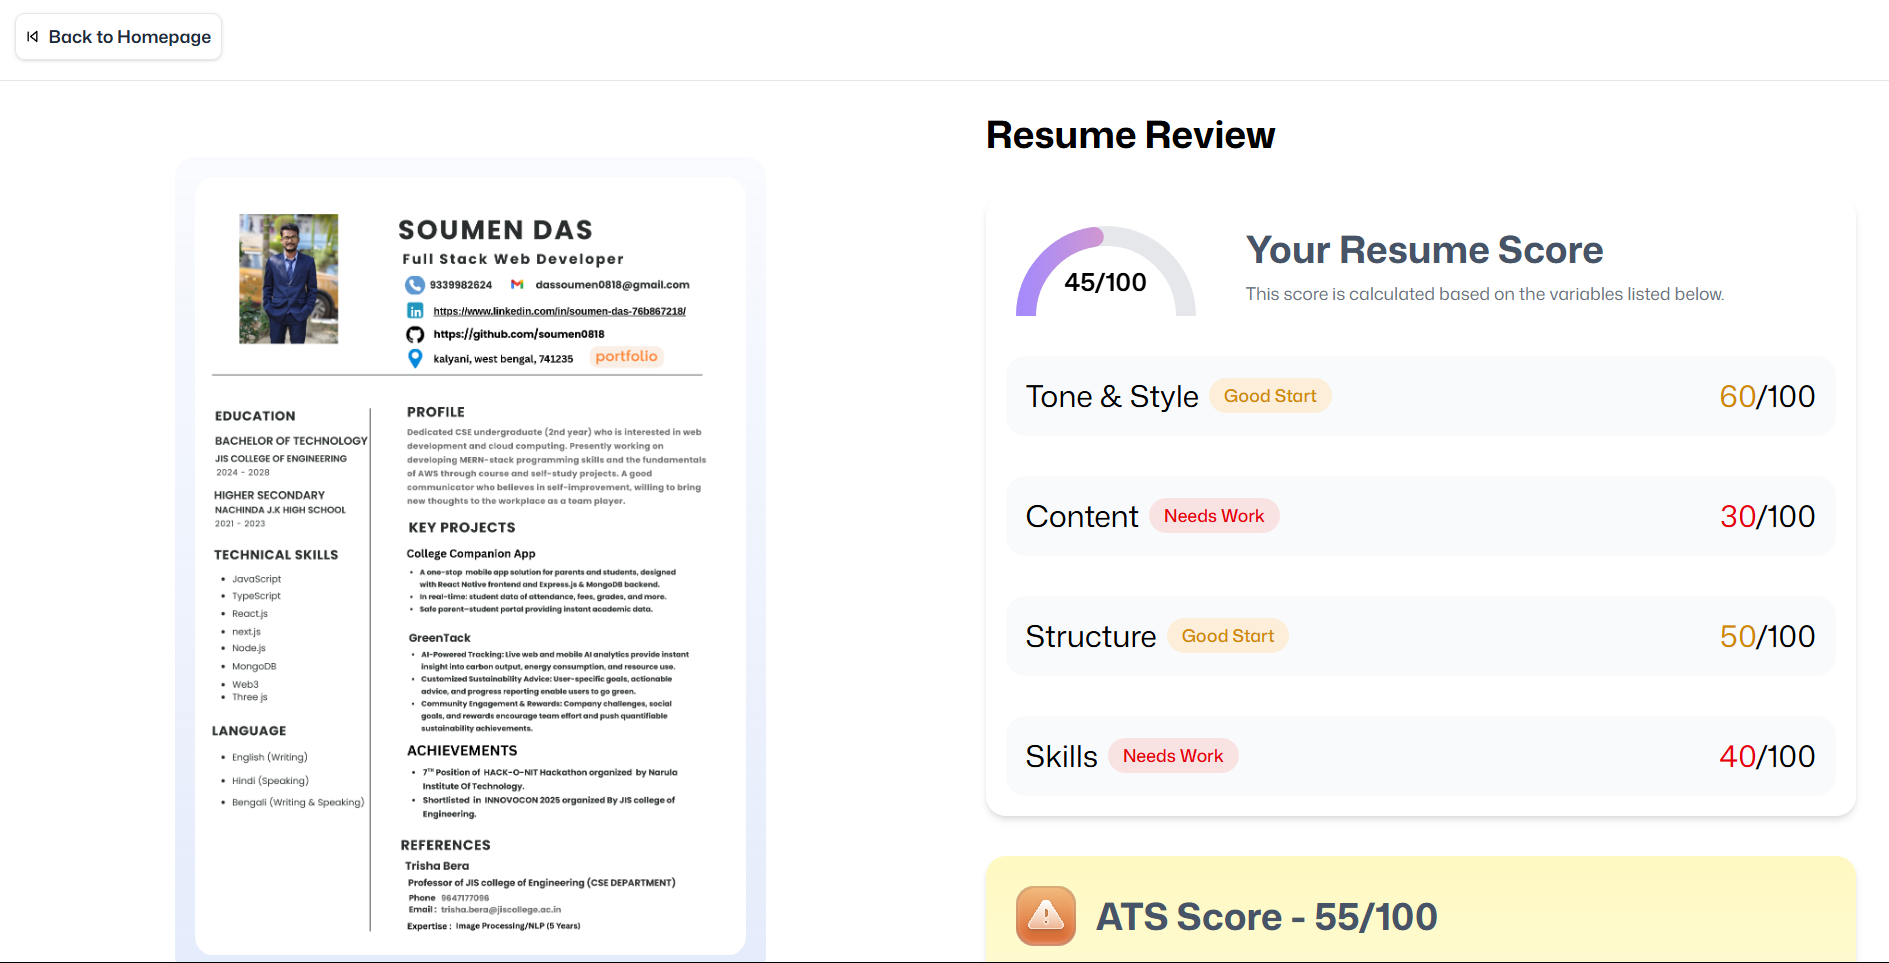 Back to Homepage
SOUMEN DAS
Full Stack Web Developer
9339982624 dassoumen0818@gmail.com
https://www.linkedin.com/in/soumen-das-76b867218/
https://github.com/soumen0818
kalyani, west bengal, 741235 portfolio
EDUCATION
BACHELOR OF TECHNOLOGY
JIS COLLEGE OF ENGINEERING
2024 - 2028
HIGHER SECONDARY
NACHINDA J.K HIGH SCHOOL
2021 - 2023
TECHNICAL SKILLS
• JavaScript
• TypeScript
• React.js
• next.js
• Node.js
• MongoDB
• Web3
• Three js
LANGUAGE
• English (Writing)
• Hindi (Speaking)
• Bengali (Writing & Speaking)
PROFILE
Dedicated CSE undergraduate (2nd year) who is interested in web
development and cloud computing. Presently working on
developing MERN-stack programming skills and the fundamentals
of AWS through course and self-study projects. A good
communicator who believes in self-improvement, willing to bring
new thoughts to the workplace as a team player.
KEY PROJECTS
College Companion App
• A one-stop mobile app solution for parents and students, designed
with React Native frontend and Express.js & MongoDB backend.
• In real-time: student data of attendance, fees, grades, and more.
• Safe parent-student portal providing instant academic data.
GreenTack
• AI-Powered Tracking: Live web and mobile AI analytics provide instant
insight into carbon output, energy consumption, and resource use.
• Customized Sustainability Advice: User-specific goals, actionable
advice, and progress reporting enable users to go green.
• Community Engagement & Rewards: Company challenges, social
goals, and rewards encourage team effort and push quantifiable
sustainability achievements.
ACHIEVEMENTS
• 7TH Position of HACK-O-NIT Hackathon organized by Narula
Institute Of Technology.
• Shortlisted in INNOVOCON 2025 organized By JIS college of
Engineering.
REFERENCES
Trisha Bera
Professor of JIS college of Engineering (CSE DEPARTMENT)
Phone 9647177096
Email : trisha.bera@jiscollege.ac.in
Expertise : Image Processing/NLP (5 Years)
Resume Review
45/100
Your Resume Score
This score is calculated based on the variables listed below.
Tone & Style Good Start 60/100
Content Needs Work 30/100
Structure Good Start 50/100
Skills Needs Work 40/100
ATS Score - 55/100